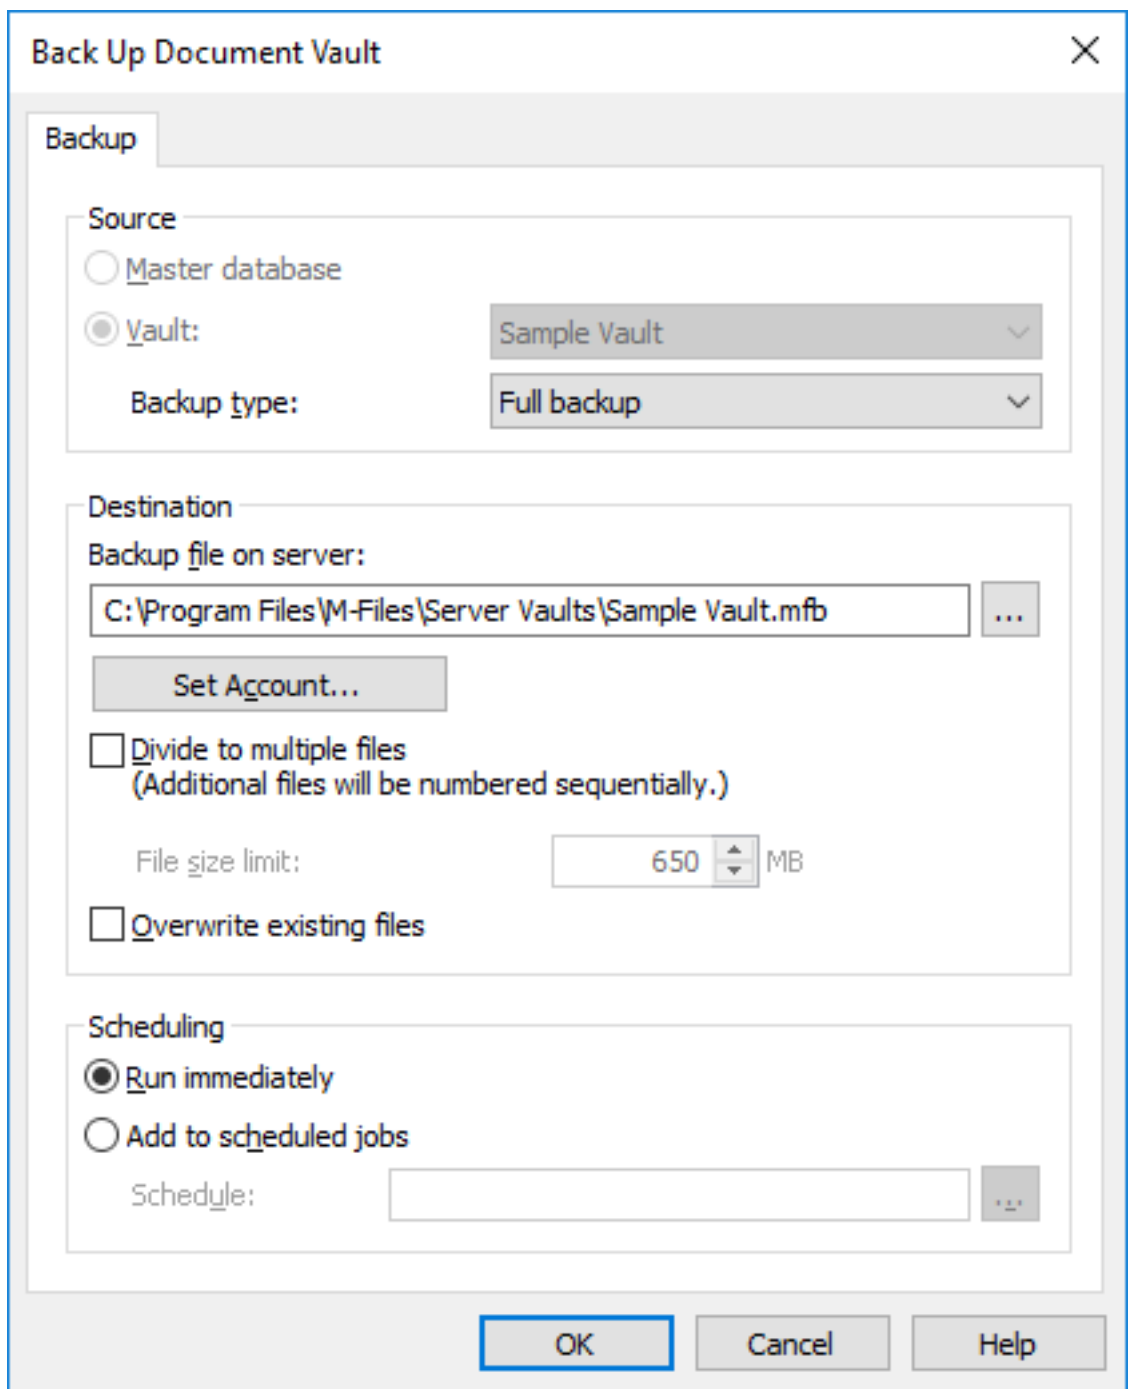 Back Up Document Vault
Backup
Source
Master database
Vault:
Sample Vault
Backup type:
Full backup
Destination
Backup file on server:
C:\Program Files\M-Files\Server Vaults\Sample Vault.mfb
...
Set Account...
Divide to multiple files
(Additional files will be numbered sequentially.)
File size limit:
650
MB
Overwrite existing files
Scheduling
Run immediately
Add to scheduled jobs
Schedule:
...
OK
Cancel
Help